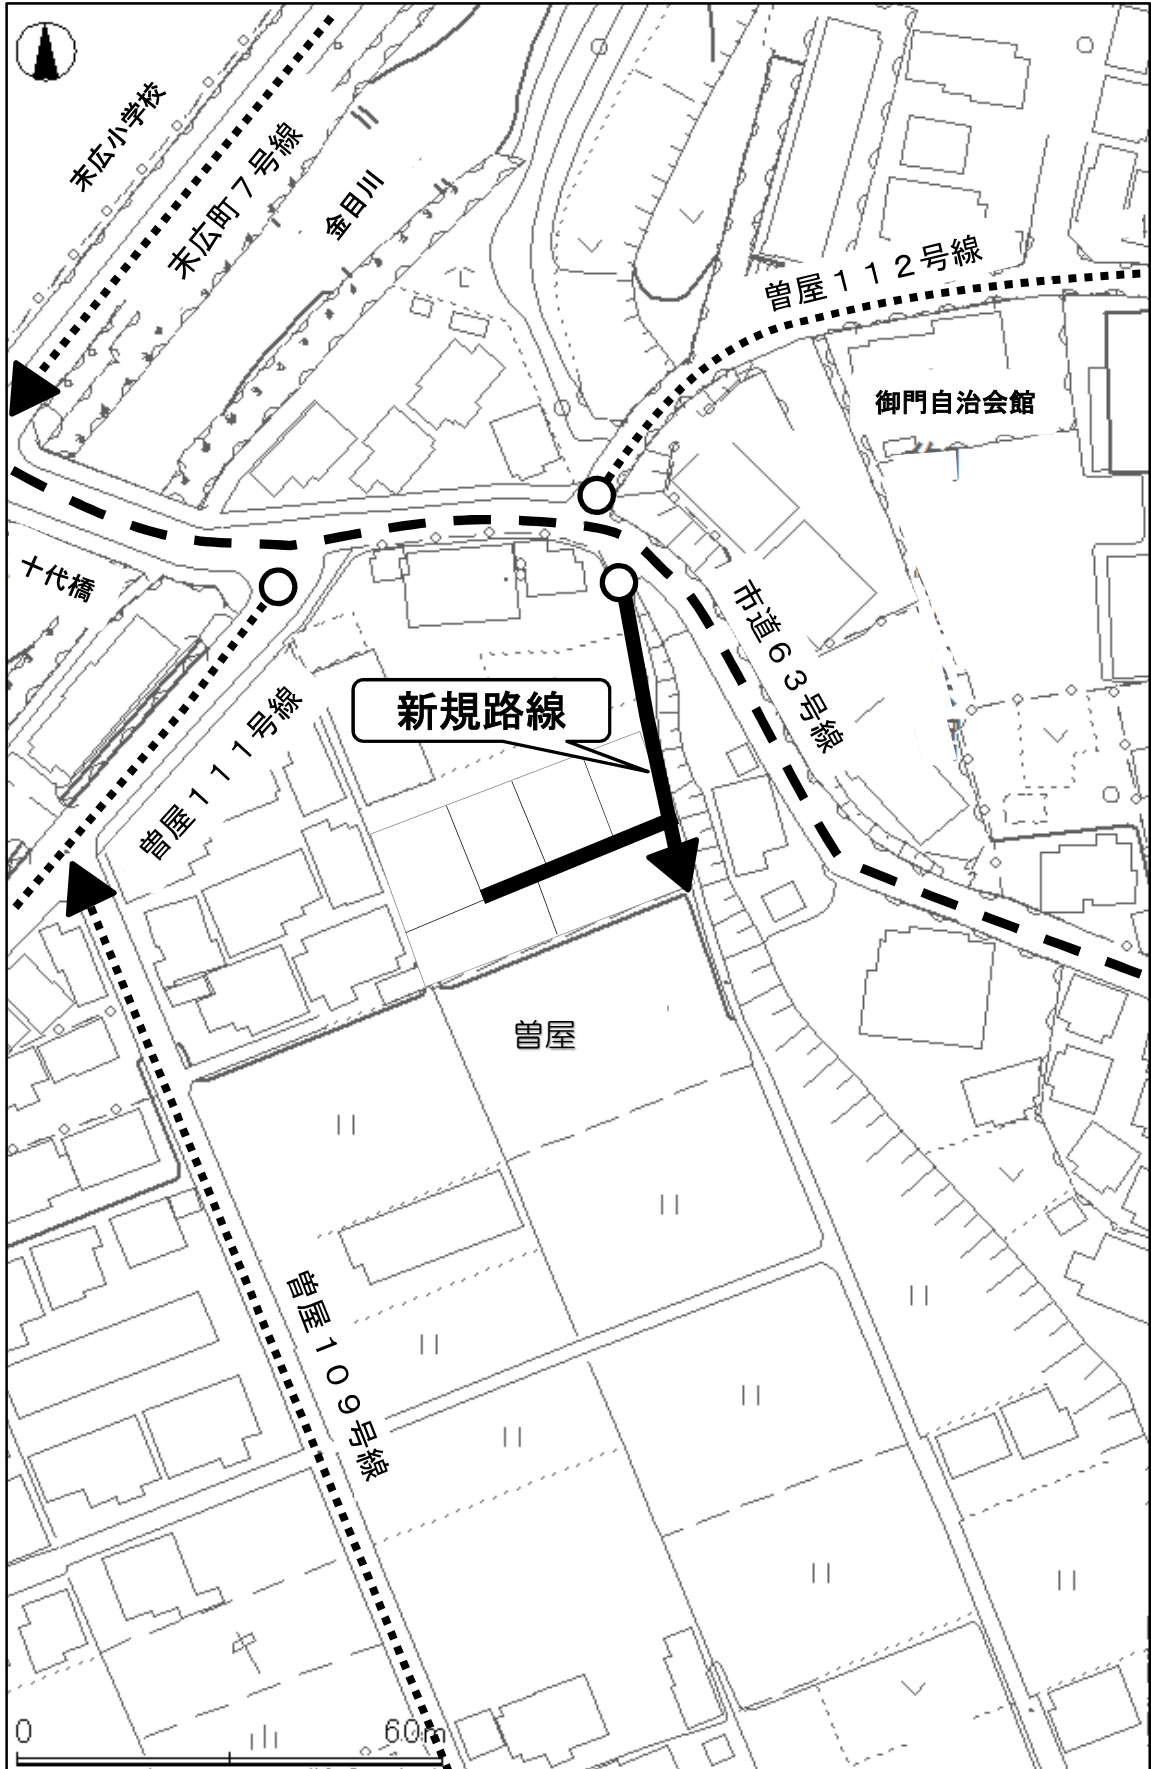 末広小学校
末広町７号線
金目川
曽屋１１２号線
御門自治会館
十代橋
市道６３号線
曽屋１１１号線
新規路線
曽屋
曽屋１０９号線
0
60m